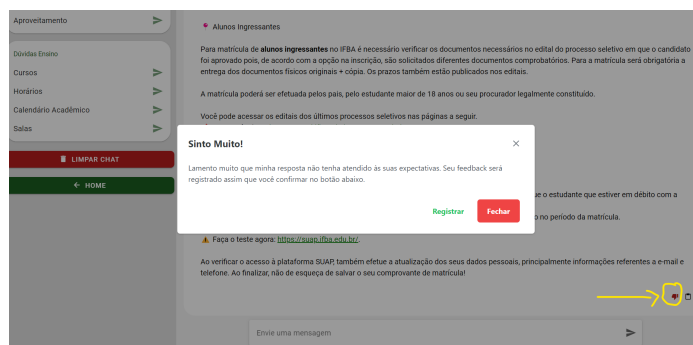 Aproveitamento
Dúvidas Ensino
Cursos
Horários
Calendário Acadêmico
Salas
LIMPAR CHAT
HOME
Alunos Ingressantes
Para matrícula de alunos ingressantes no IFBA é necessário verificar os documentos necessários no edital do processo seletivo em que o candidato
foi aprovado pois, de acordo com a opção na inscrição, são solicitados diferentes documentos comprobatórios. Para a matrícula será obrigatória a
entrega dos documentos físicos originais + cópia. Os prazos também estão publicados nos editais.
A matrícula poderá ser efetuada pelos pais, pelo estudante maior de 18 anos ou seu procurador legalmente constituído.
Você pode acessar os editais dos últimos processos seletivos nas páginas a seguir.
Sinto Muito!
Lamento muito que minha resposta não tenha atendido às suas expectativas. Seu feedback será
registrado assim que você confirmar no botão abaixo.
Registrar
Fechar
que o estudante que estiver em débito com a
no período da matrícula.
Faça o teste agora: https://suap.ifba.edu.br/.
Ao verificar o acesso à plataforma SUAP, também efetue a atualização dos seus dados pessoais, principalmente informações referentes a e-mail e
telefone. Ao finalizar, não de esqueça de salvar o seu comprovante de matrícula!
Envie uma mensagem